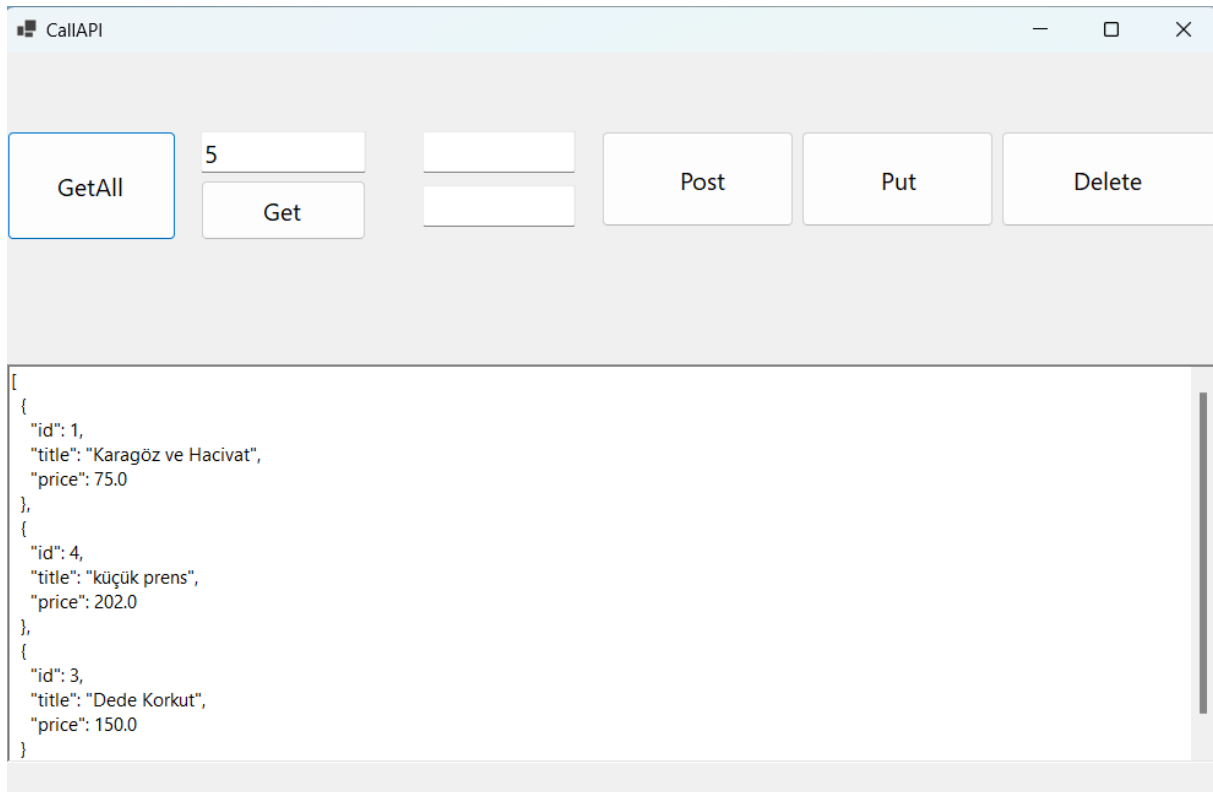 CallAPI
GetAll
5
Get
Post
Put
Delete
[
{
"id": 1,
"title": "Karagöz ve Hacivat",
"price": 75.0
},
{
"id": 4,
"title": "küçük prens",
"price": 202.0
},
{
"id": 3,
"title": "Dede Korkut",
"price": 150.0
}